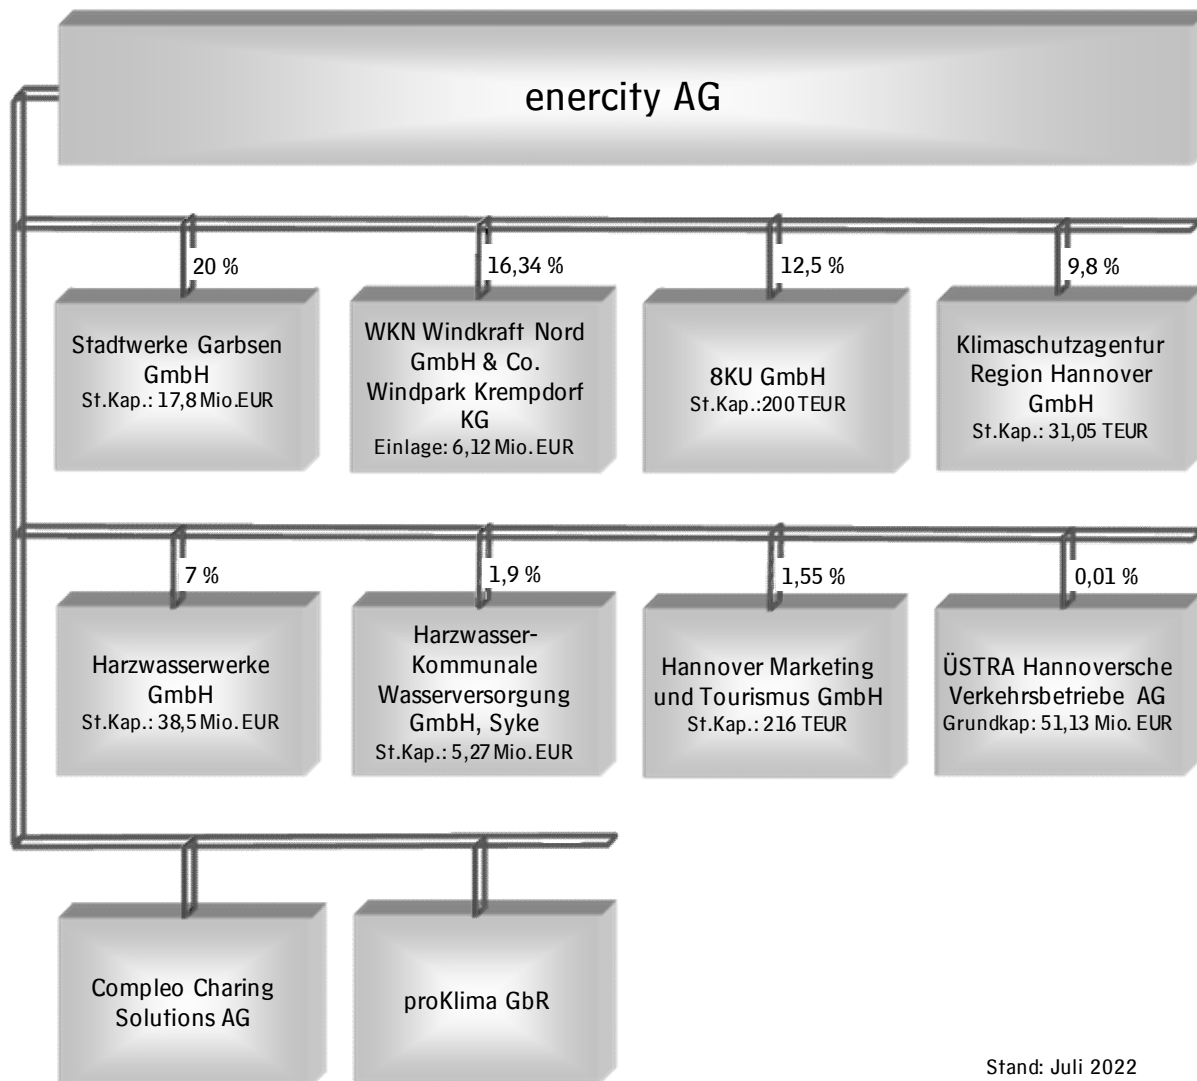 enercity AG
20 %
16,34 %
12,5 %
9,8 %
Stadtwerke Garbsen
GmbH
St.Kap.: 17,8 Mio.EUR
WKN Windkraft Nord
GmbH & Co.
Windpark Krempdorf
KG
Einlage: 6,12 Mio. EUR
8KU GmbH
St.Kap.:200 TEUR
Klimaschutzagentur
Region Hannover
GmbH
St.Kap.: 31,05 TEUR
7 %
1,9 %
1,55 %
0,01 %
Harzwasserwerke
GmbH
St.Kap.: 38,5 Mio. EUR
Harzwasser-
Kommunale
Wasserversorgung
GmbH, Syke
St.Kap.: 5,27 Mio. EUR
Hannover Marketing
und Tourismus GmbH
St.Kap.: 216 TEUR
ÜSTRA Hannoversche
Verkehrsbetriebe AG
Grundkap: 51,13 Mio. EUR
Compleo Charing
Solutions AG
proKlima GbR
Stand: Juli 2022